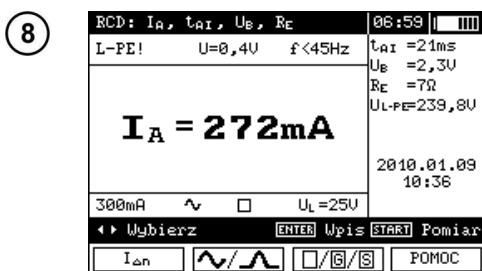 8
RCD: IA, tAI, UB, RE 06:59
L-PE! U=0,4V f<45Hz
tAI =21ms
UB =2,3V
RE =7Ω
UL-PE=239,8V
IA = 272mA
2010.01.09
10:36
300mA UL =25V
Wybierz ENTER Wpis START Pomiar
IΔn / /G/S POMOC